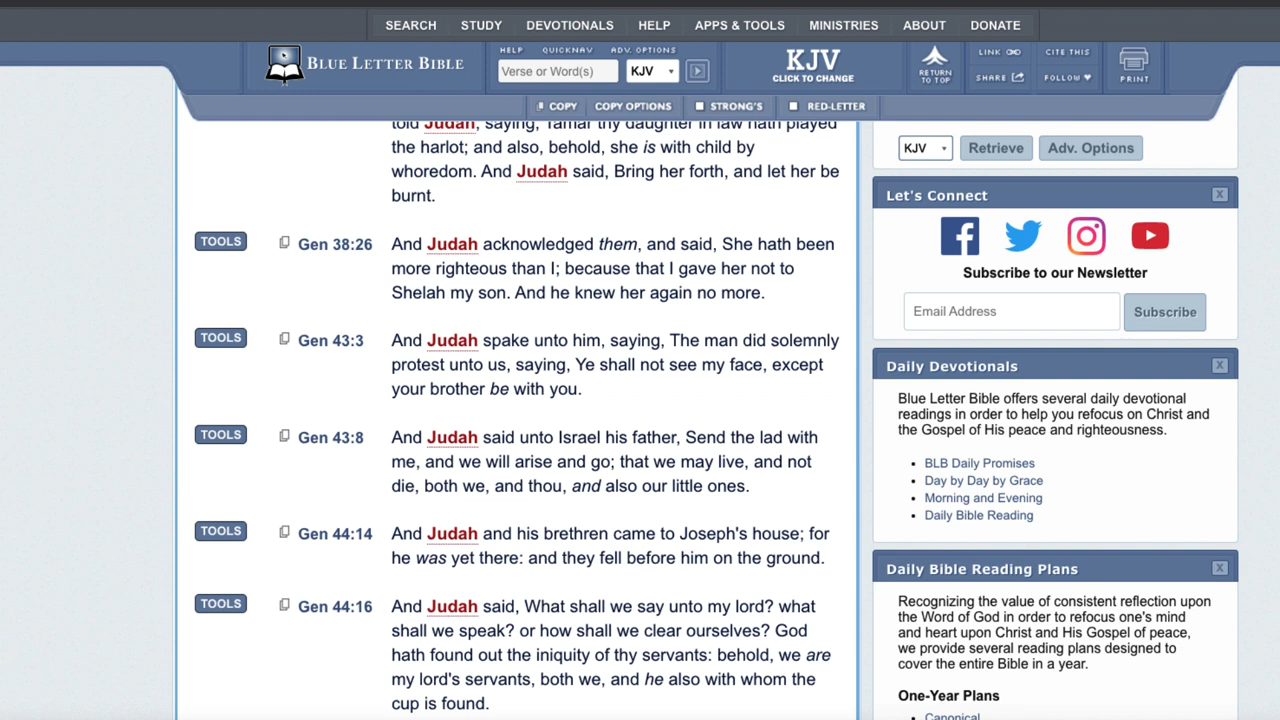 SEARCH STUDY DEVOTIONALS HELP APPS & TOOLS MINISTRIES ABOUT DONATE
BLUE LETTER BIBLE
HELP QUICKNAV ADV. OPTIONS
Verse or Word(s) KJV
KJV
CLICK TO CHANGE
RETURN
TO TOP
LINK CITE THIS
SHARE FOLLOW
PRINT
COPY COPY OPTIONS STRONG'S RED-LETTER
told Judah, saying, Tamar thy daughter in law hath played
the harlot; and also, behold, she is with child by
whoredom. And Judah said, Bring her forth, and let her be
burnt.
TOOLS Gen 38:26 And Judah acknowledged them, and said, She hath been
more righteous than I; because that I gave her not to
Shelah my son. And he knew her again no more.
TOOLS Gen 43:3 And Judah spake unto him, saying, The man did solemnly
protest unto us, saying, Ye shall not see my face, except
your brother be with you.
TOOLS Gen 43:8 And Judah said unto Israel his father, Send the lad with
me, and we will arise and go; that we may live, and not
die, both we, and thou, and also our little ones.
TOOLS Gen 44:14 And Judah and his brethren came to Joseph's house; for
he was yet there: and they fell before him on the ground.
TOOLS Gen 44:16 And Judah said, What shall we say unto my lord? what
shall we speak? or how shall we clear ourselves? God
hath found out the iniquity of thy servants: behold, we are
my lord's servants, both we, and he also with whom the
cup is found.
KJV Retrieve Adv. Options
Let's Connect X
Subscribe to our Newsletter
Email Address Subscribe
Daily Devotionals X
Blue Letter Bible offers several daily devotional
readings in order to help you refocus on Christ and
the Gospel of His peace and righteousness.
BLB Daily Promises
Day by Day by Grace
Morning and Evening
Daily Bible Reading
Daily Bible Reading Plans X
Recognizing the value of consistent reflection upon
the Word of God in order to refocus one's mind
and heart upon Christ and His Gospel of peace,
we provide several reading plans designed to
cover the entire Bible in a year.
One-Year Plans
Canonical